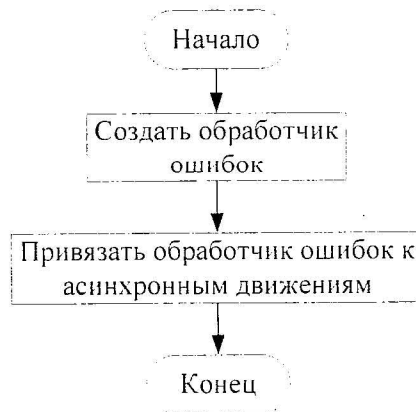 Начало
Создать обработчик
ошибок
Привязать обработчик ошибок к
асинхронным движениям
Конец